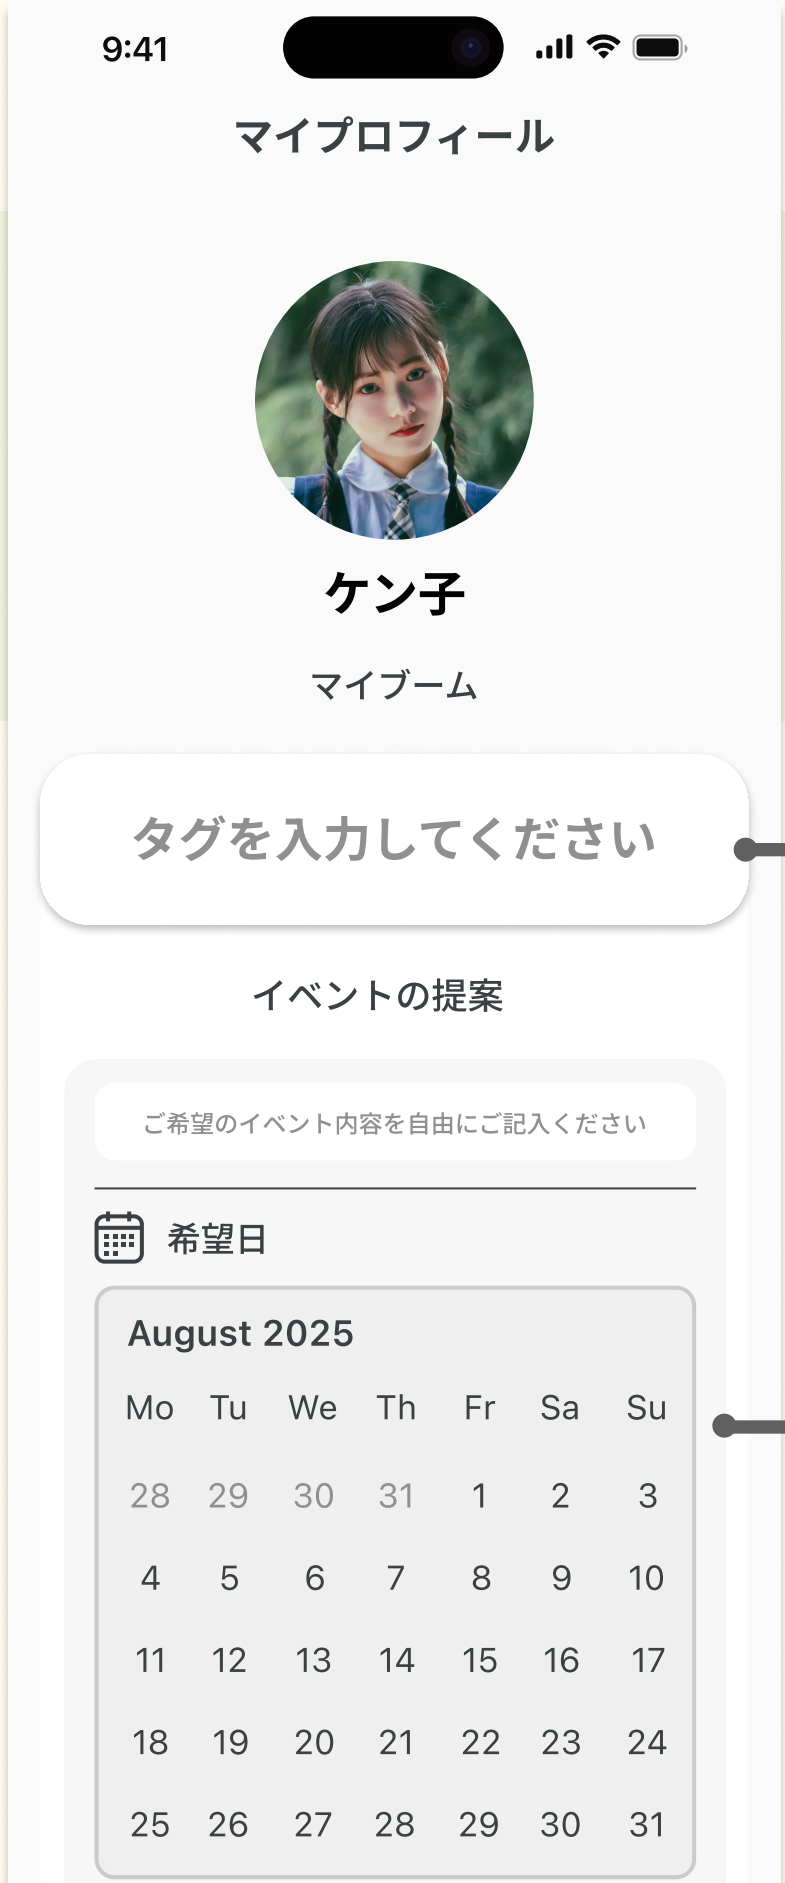 9:41
マイプロフィール
ケン子
マイブーム
タグを入力してください
イベントの提案
ご希望のイベント内容を自由にご記入ください
希望日
August 2025
Mo Tu We Th Fr Sa Su
28 29 30 31 1 2 3
4 5 6 7 8 9 10
11 12 13 14 15 16 17
18 19 20 21 22 23 24
25 26 27 28 29 30 31